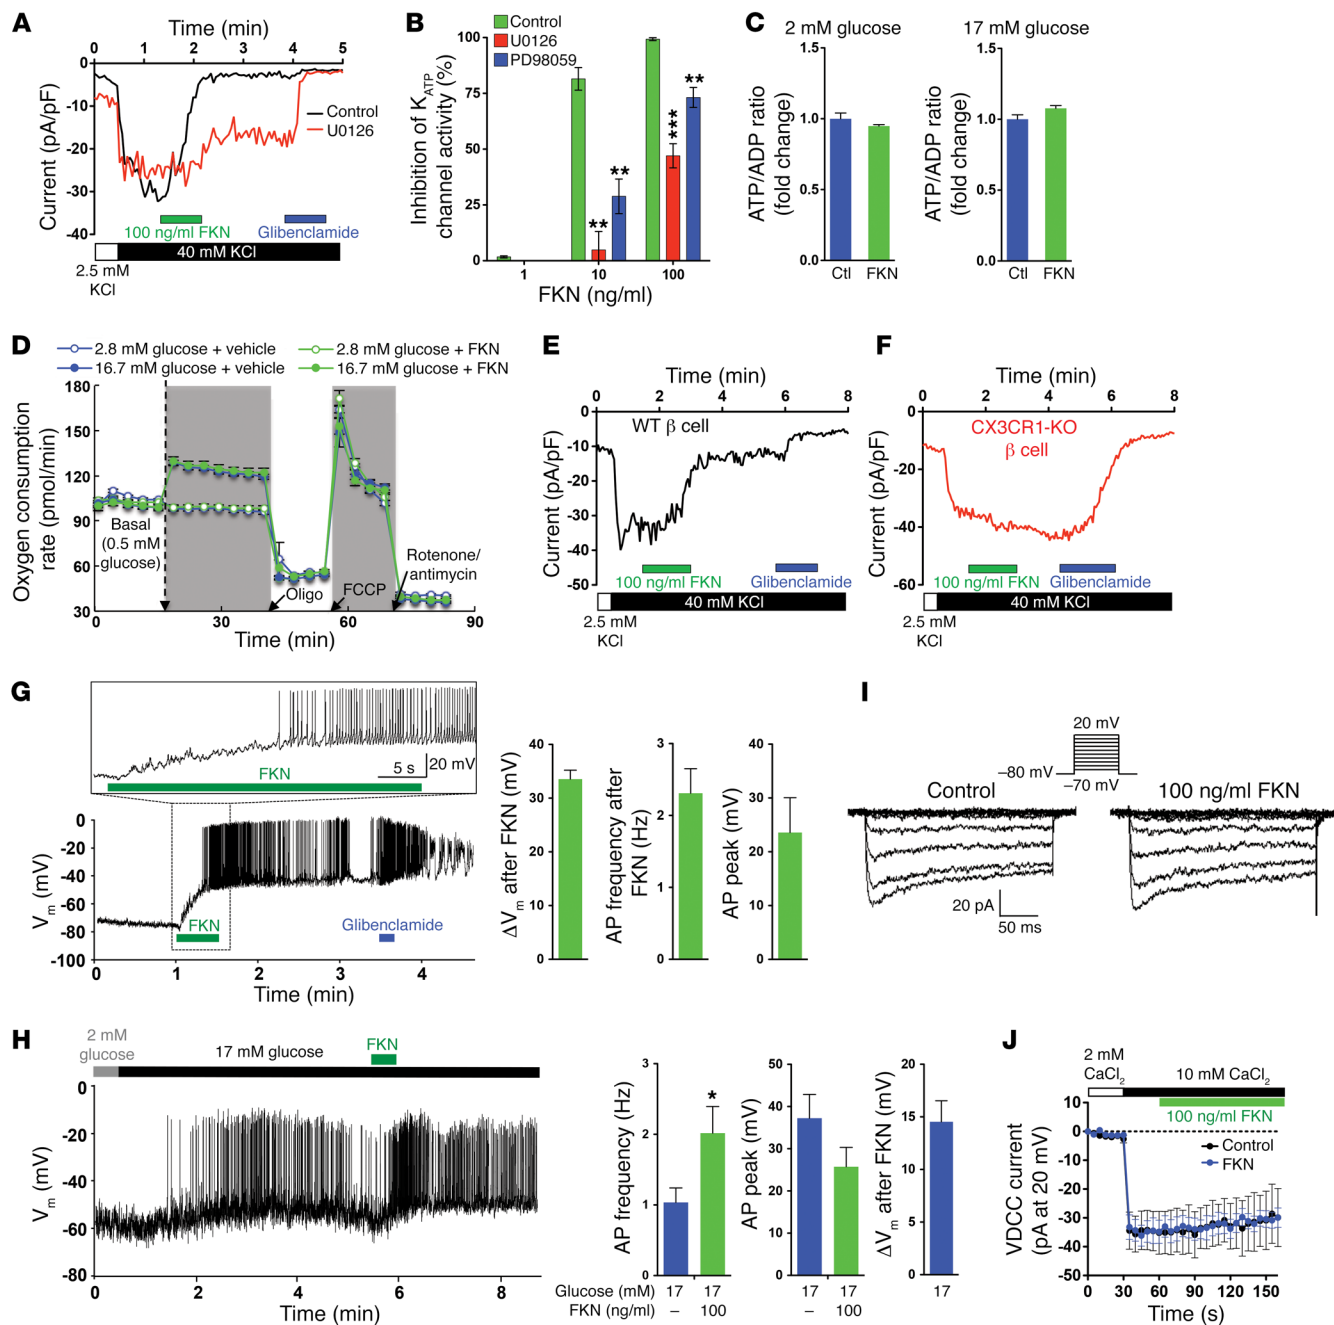 A
Time (min)
0 1 2 3 4 5
0
-10
-20
-30
-40
Current (pA/pF)
Control
U0126
100 ng/ml FKN
Glibenclamide
40 mM KCl
2.5 mM
KCl
B
Control
U0126
PD98059
100
75
50
25
0
Inhibition of KATP
channel activity (%)
**
**
***
**
1 10 100
FKN (ng/ml)
C
2 mM glucose
1.5
1.0
0.5
0.0
ATP/ADP ratio
(fold change)
Ctl FKN
17 mM glucose
1.5
1.0
0.5
0.0
ATP/ADP ratio
(fold change)
Ctl FKN
D
2.8 mM glucose + vehicle
16.7 mM glucose + vehicle
2.8 mM glucose + FKN
16.7 mM glucose + FKN
180
150
120
90
60
30
Oxygen consumption
rate (pmol/min)
Basal
(0.5 mM
glucose)
Oligo
FCCP
Rotenone/
antimycin
0 30 60 90
Time (min)
E
Time (min)
0 2 4 6 8
0
-10
-20
-30
-40
-50
Current (pA/pF)
WT β cell
100 ng/ml FKN
Glibenclamide
40 mM KCl
2.5 mM
KCl
F
Time (min)
0 2 4 6 8
0
-20
-40
-60
Current (pA/pF)
CX3CR1-KO
β cell
100 ng/ml FKN
Glibenclamide
40 mM KCl
2.5 mM
KCl
G
FKN
5 s
20 mV
0
-20
-40
-60
-80
-100
Vm (mV)
FKN
Glibenclamide
0 1 2 3 4
Time (min)
40
30
20
10
0
ΔVm after FKN (mV)
3
2
1
0
AP frequency after
FKN (Hz)
40
30
20
10
0
AP peak (mV)
I
20 mV
–80 mV
–70 mV
Control
100 ng/ml FKN
20 pA
50 ms
H
2 mM
glucose
17 mM glucose
FKN
0
-20
-40
-60
-80
Vm (mV)
2 4 6 8
Time (min)
3
2
1
0
AP frequency (Hz)
*
50
40
30
20
10
0
AP peak (mV)
20
15
10
5
0
ΔVm after FKN (mV)
Glucose (mM) 17 17 17 17 17
FKN (ng/ml) – 100 – 100
J
2 mM
CaCl2
10 mM CaCl2
100 ng/ml FKN
10
0
-10
-20
-30
-40
-50
VDCC current
(pA at 20 mV)
Control
FKN
0 30 60 90 120 150
Time (s)